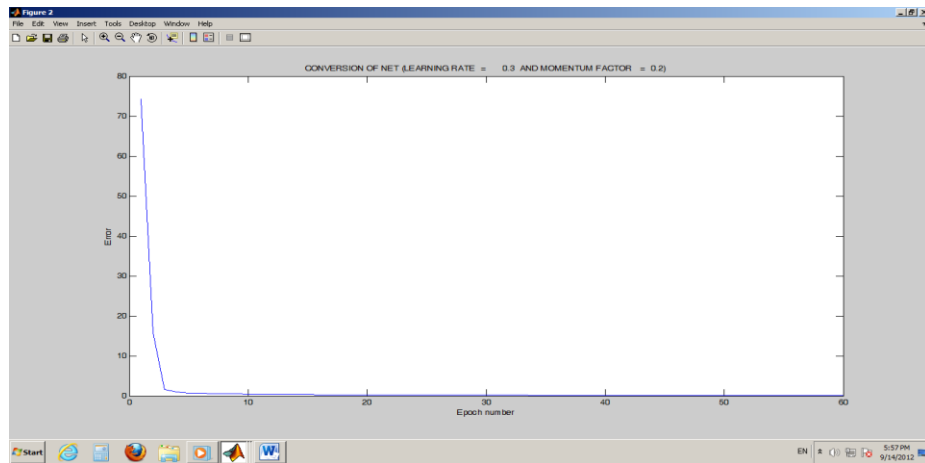 Figure 2
File Edit View Insert Tools Desktop Window Help
CONVERSION OF NET (LEARNING RATE = 0.3 AND MOMENTUM FACTOR = 0.2)
80
70
60
50
40
30
20
10
0
Error
0 10 20 30 40 50 60
Epoch number
Start
EN
5:57 PM
9/14/2012